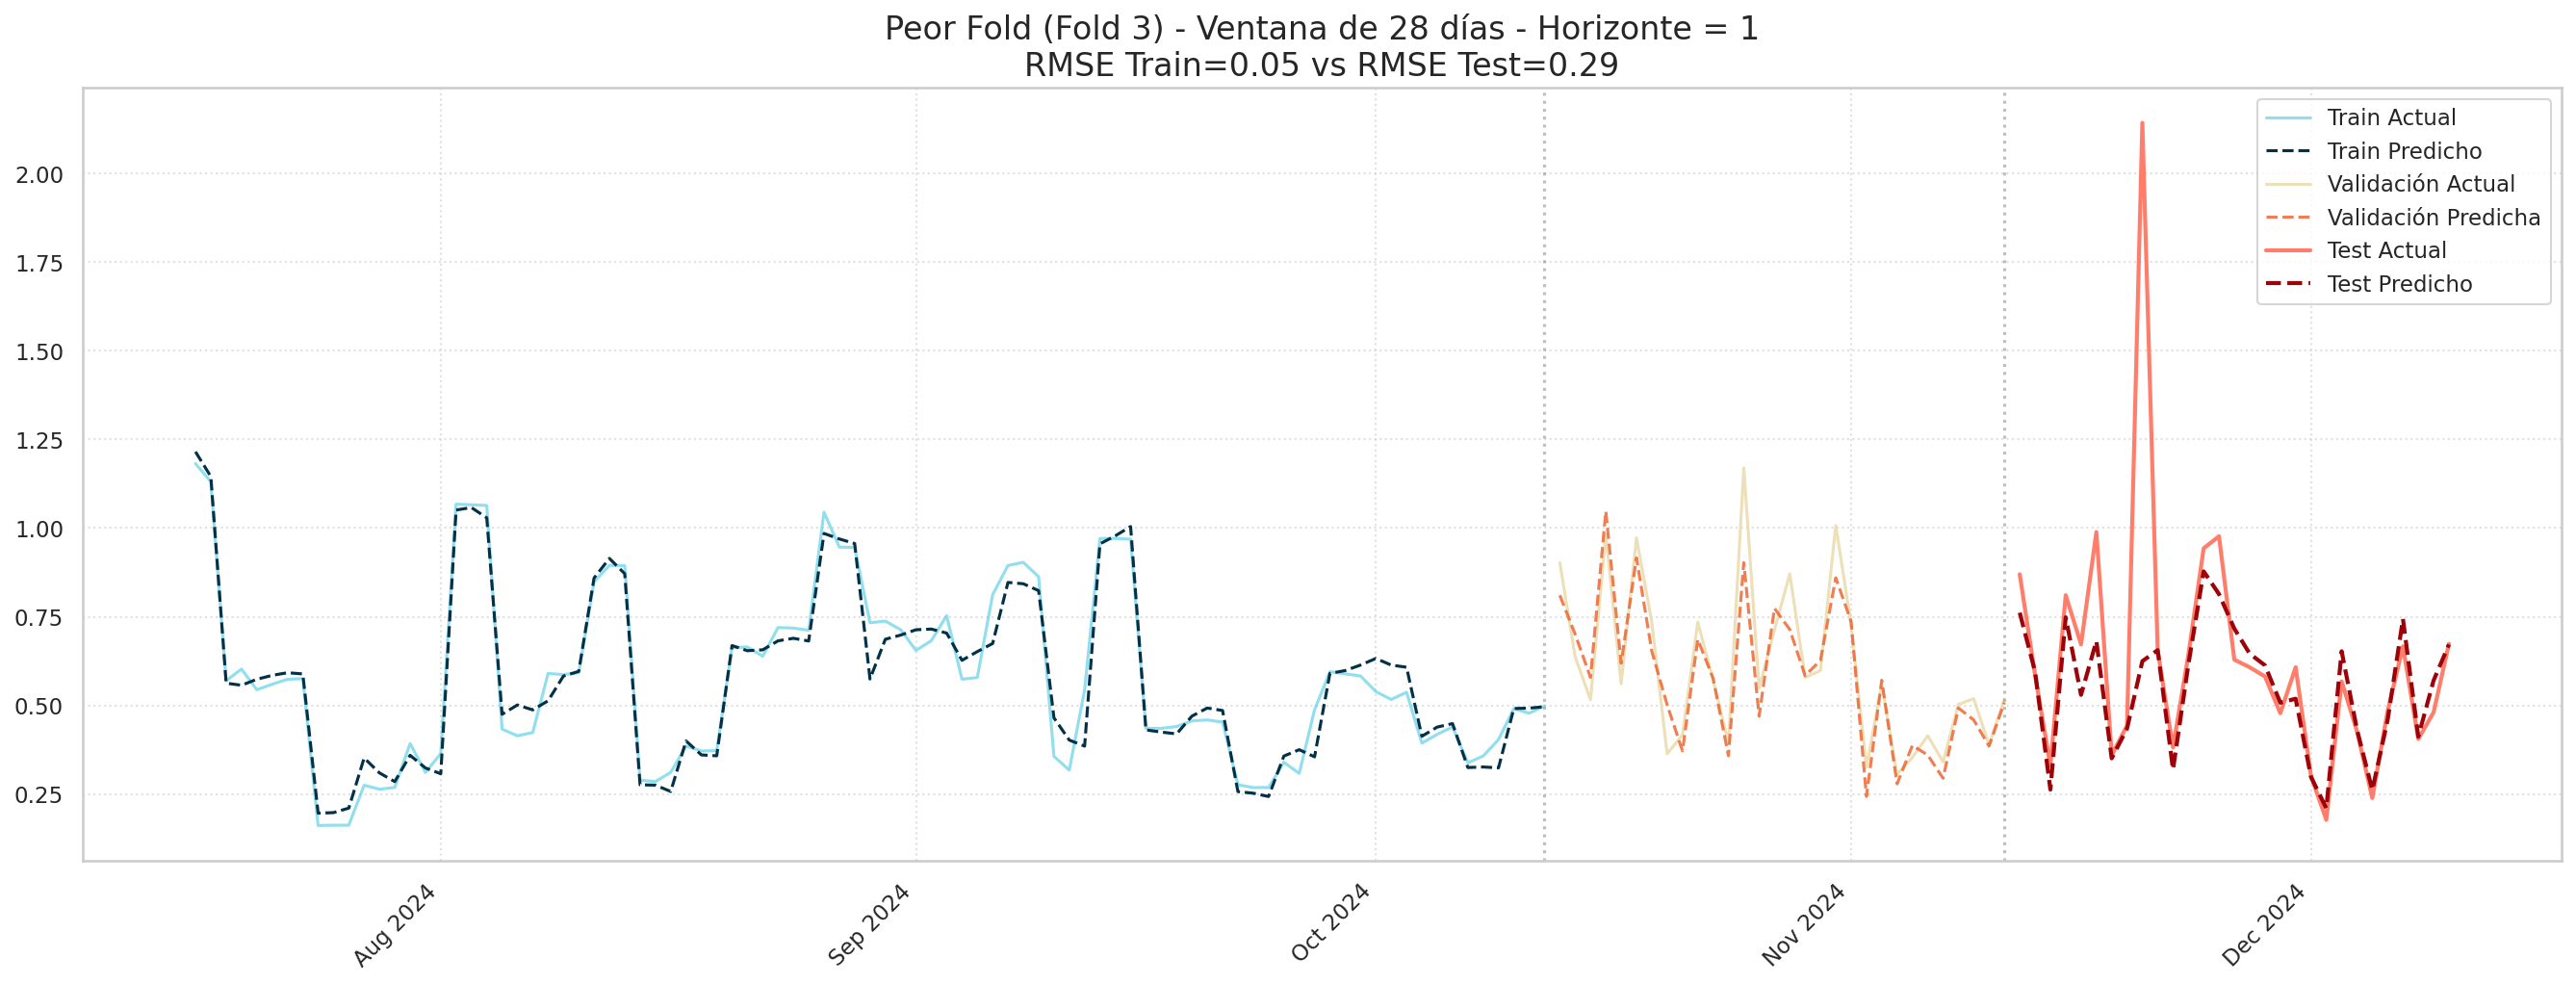 Peor Fold (Fold 3) - Ventana de 28 días - Horizonte = 1
RMSE Train=0.05 vs RMSE Test=0.29
Train Actual
Train Predicho
Validación Actual
Validación Predicha
Test Actual
Test Predicho
2.00
1.75
1.50
1.25
1.00
0.75
0.50
0.25
Aug 2024
Sep 2024
Oct 2024
Nov 2024
Dec 2024